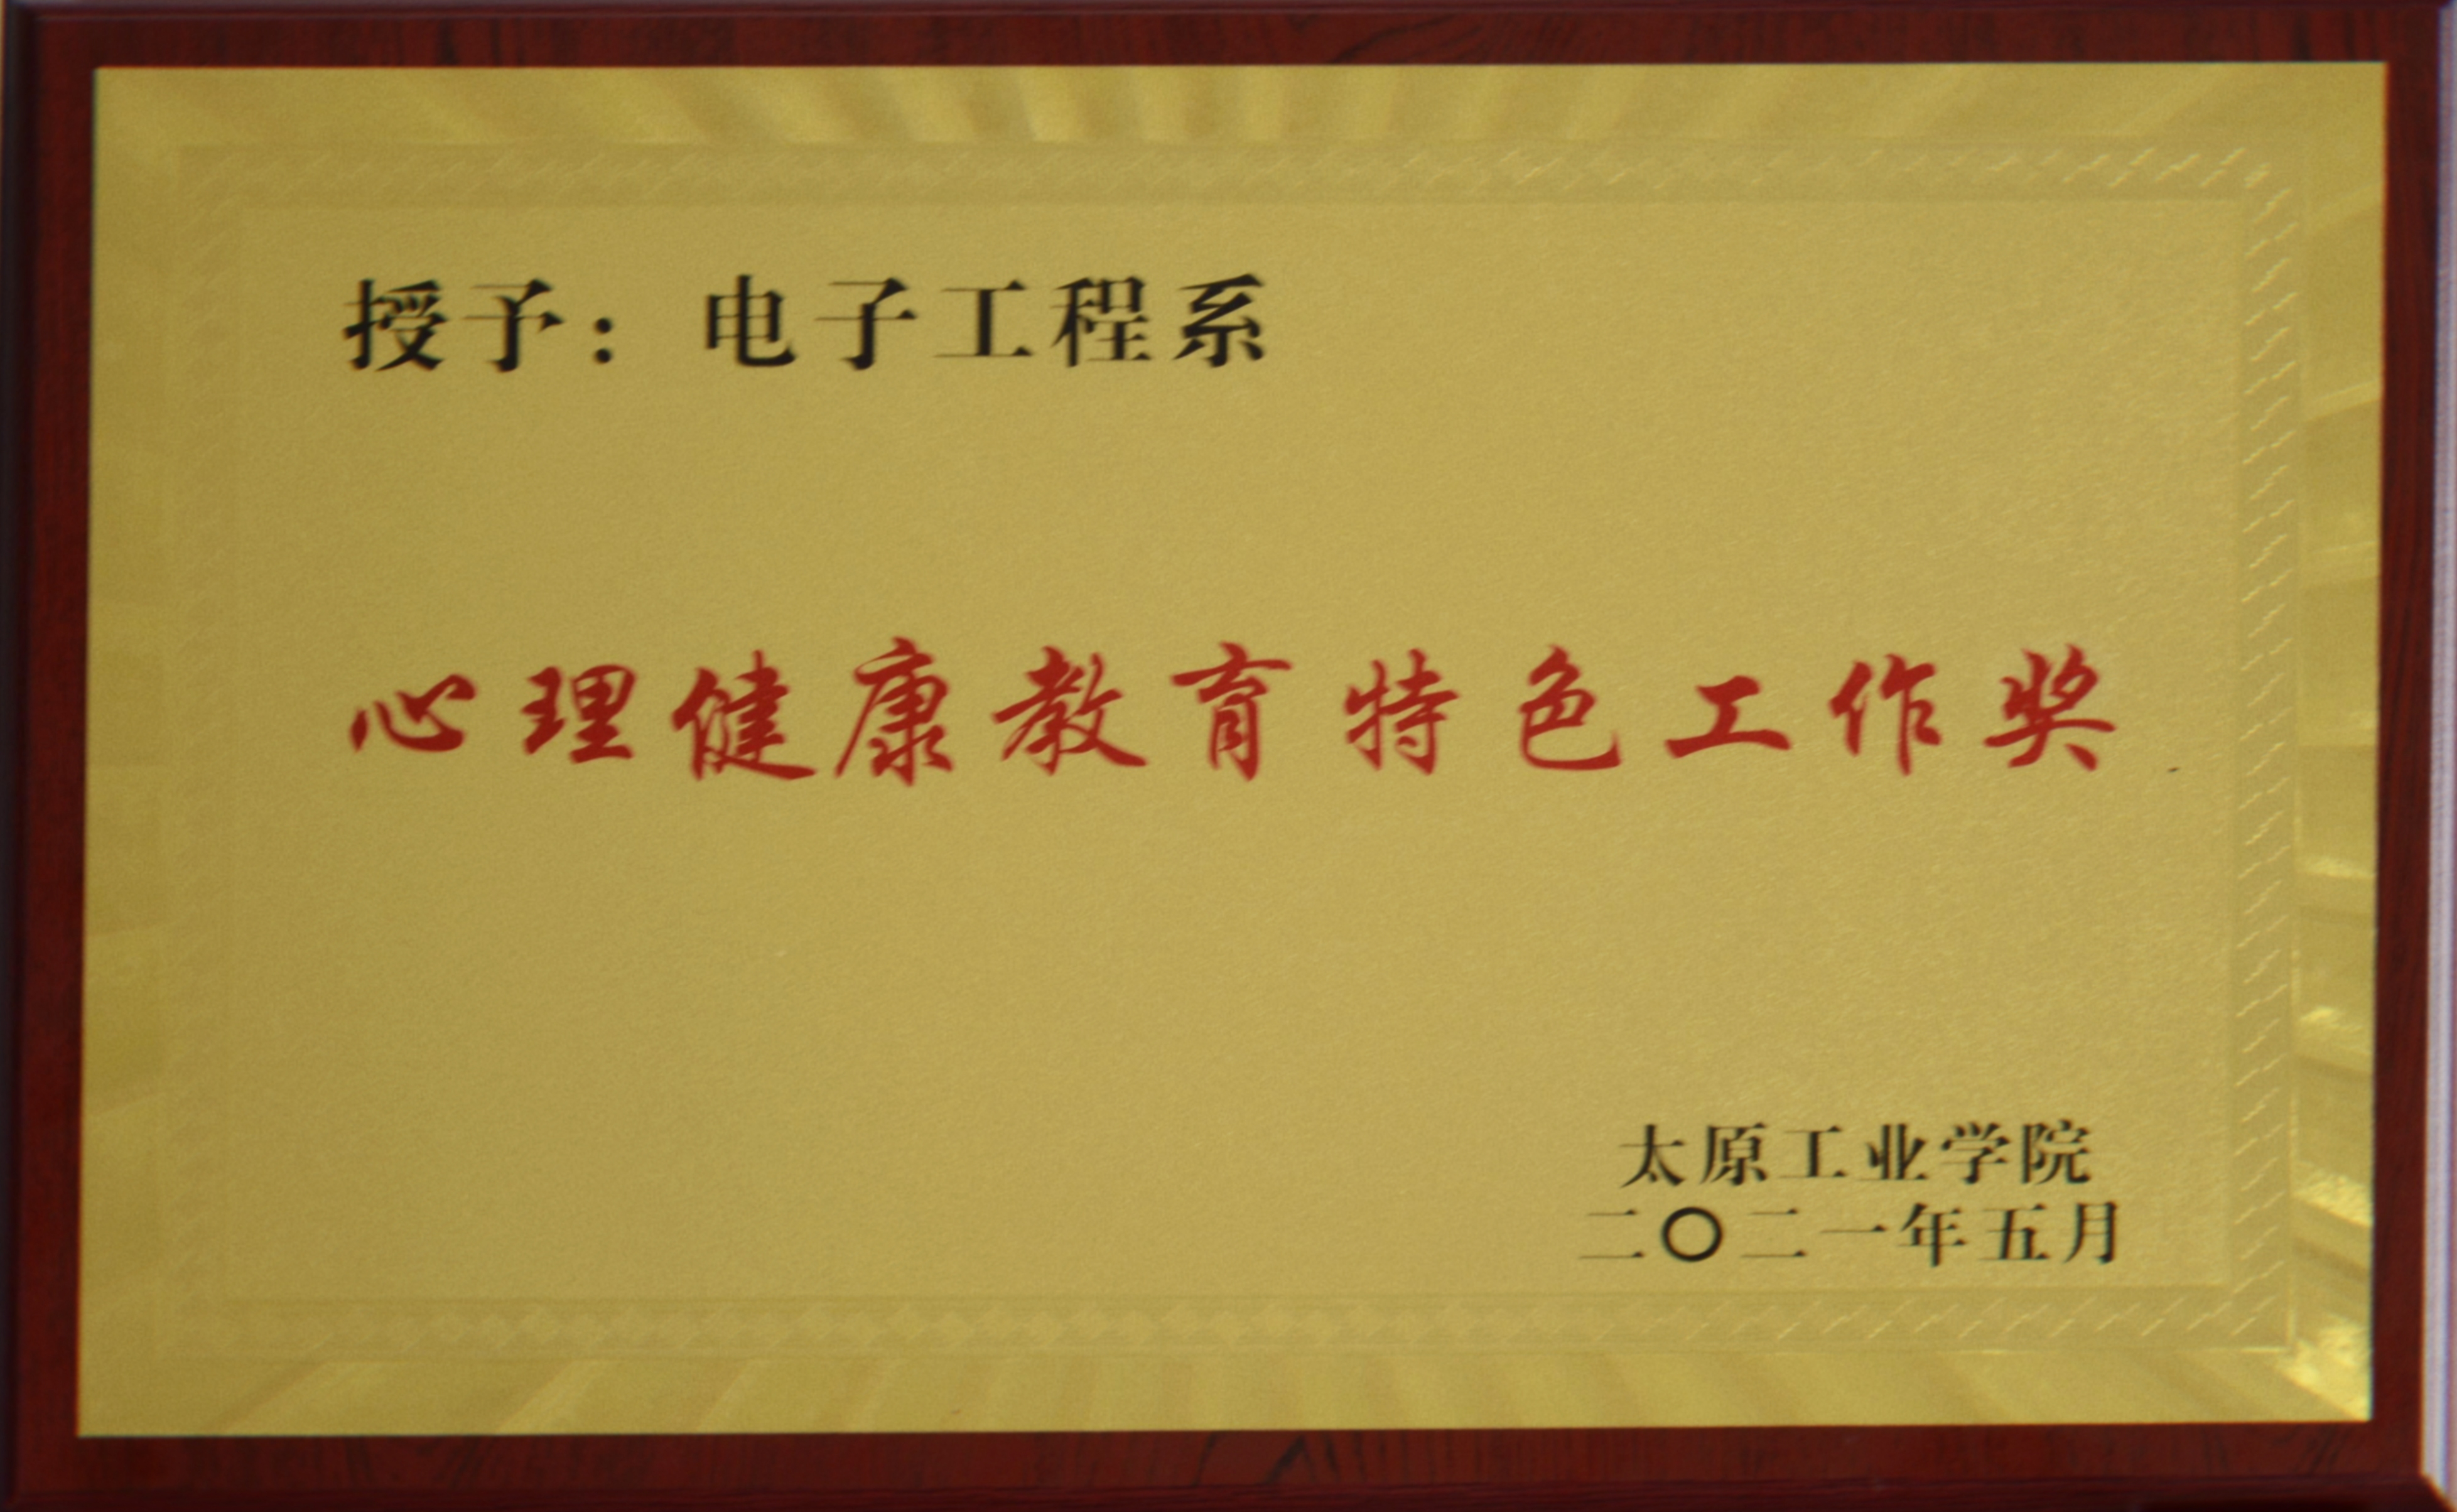 授予：电子工程系
心理健康教育特色工作奖
太原工业学院
二〇二一年五月